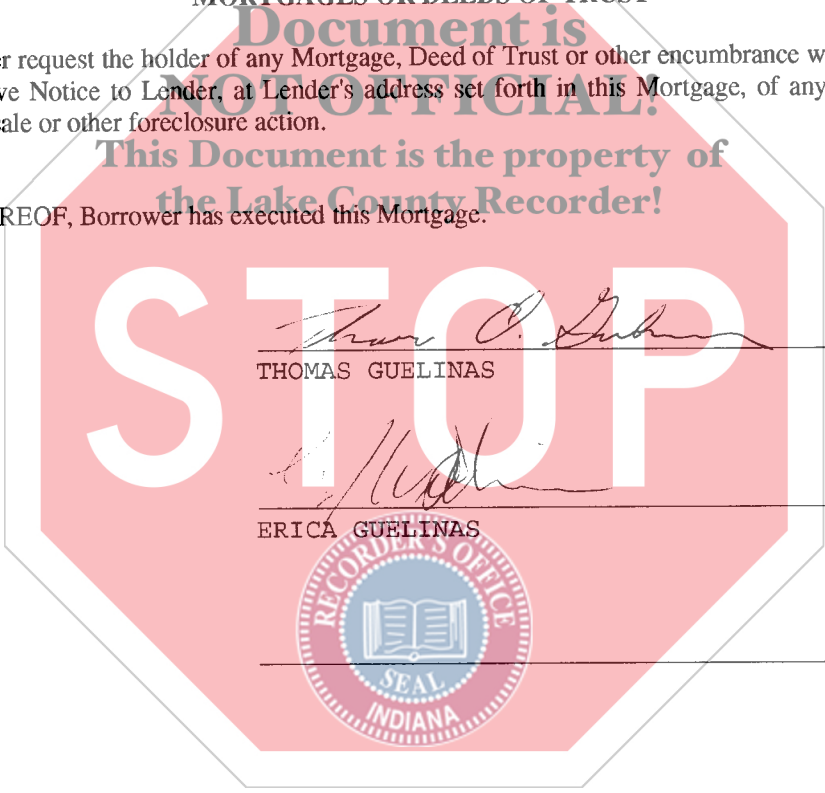 MORTGAGES OR DEEDS OF TRUST
Document is
er request the holder of any Mortgage, Deed of Trust or other encumbrance w
NOT OFFICIAL!
ve Notice to Lender, at Lender's address set forth in this Mortgage, of any
ale or other foreclosure action.
This Document is the property of
the Lake County Recorder!
REOF, Borrower has executed this Mortgage.
STOP
THOMAS GUELINAS
ERICA GUELINAS
RECORDER'S OFFICE
SEAL
INDIANA